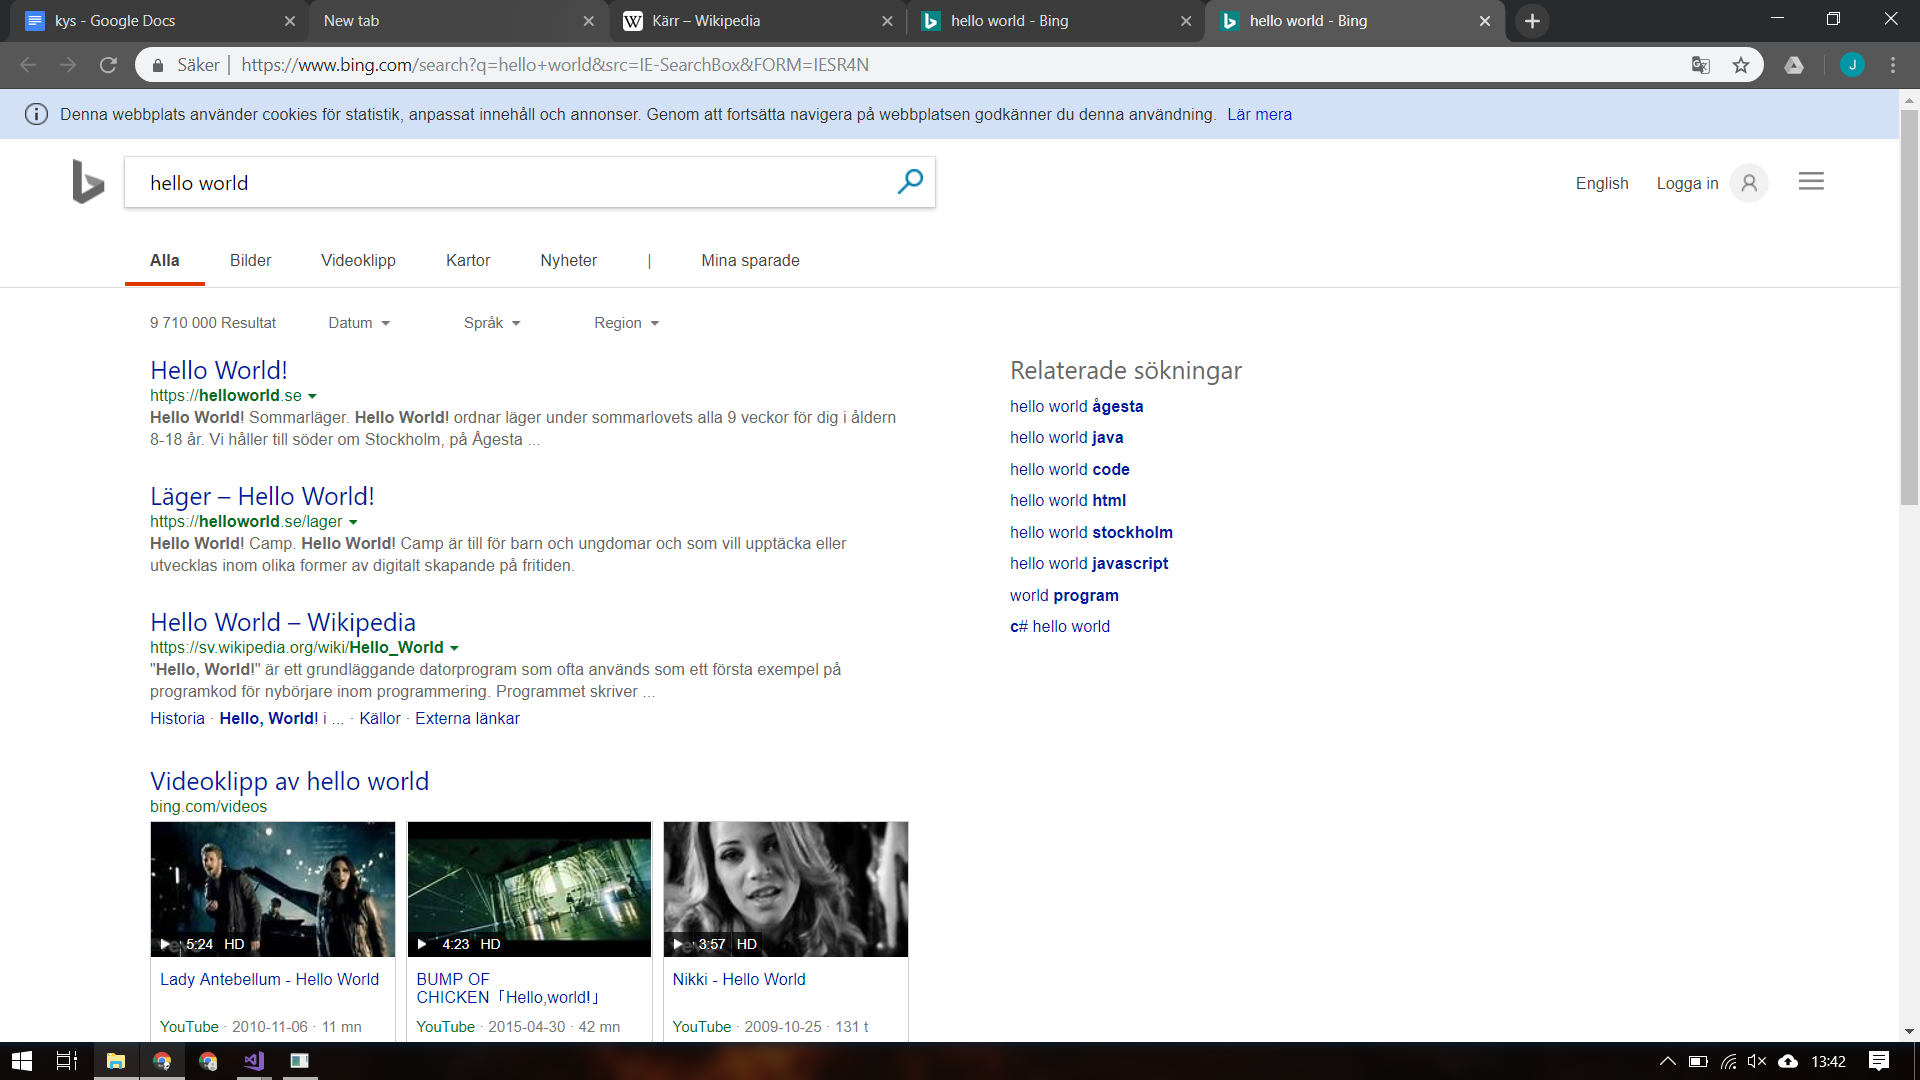 kys - Google Docs
New tab
Kärr – Wikipedia
hello world - Bing
hello world - Bing
Säker | https://www.bing.com/search?q=hello+world&src=IE-SearchBox&FORM=IESR4N
J
Denna webbplats använder cookies för statistik, anpassat innehåll och annonser. Genom att fortsätta navigera på webbplatsen godkänner du denna användning. Lär mera
hello world
English
Logga in
Alla
Bilder
Videoklipp
Kartor
Nyheter
|
Mina sparade
9 710 000 Resultat
Datum
Språk
Region
Hello World!
https://helloworld.se
Hello World! Sommarläger. Hello World! ordnar läger under sommarlovets alla 9 veckor för dig i åldern
8-18 år. Vi håller till söder om Stockholm, på Ågesta ...
Läger – Hello World!
https://helloworld.se/lager
Hello World! Camp. Hello World! Camp är till för barn och ungdomar och som vill upptäcka eller
utvecklas inom olika former av digitalt skapande på fritiden.
Hello World – Wikipedia
https://sv.wikipedia.org/wiki/Hello_World
"Hello, World!" är ett grundläggande datorprogram som ofta används som ett första exempel på
programkod för nybörjare inom programmering. Programmet skriver ...
Historia · Hello, World! i ... · Källor · Externa länkar
Videoklipp av hello world
bing.com/videos
5:24 HD
4:23 HD
3:57 HD
Lady Antebellum - Hello World
YouTube · 2010-11-06 · 11 mn
BUMP OF
CHICKEN「Hello,world!」
YouTube · 2015-04-30 · 42 mn
Nikki - Hello World
YouTube · 2009-10-25 · 131 t
Relaterade sökningar
hello world ågesta
hello world java
hello world code
hello world html
hello world stockholm
hello world javascript
world program
c# hello world
13:42